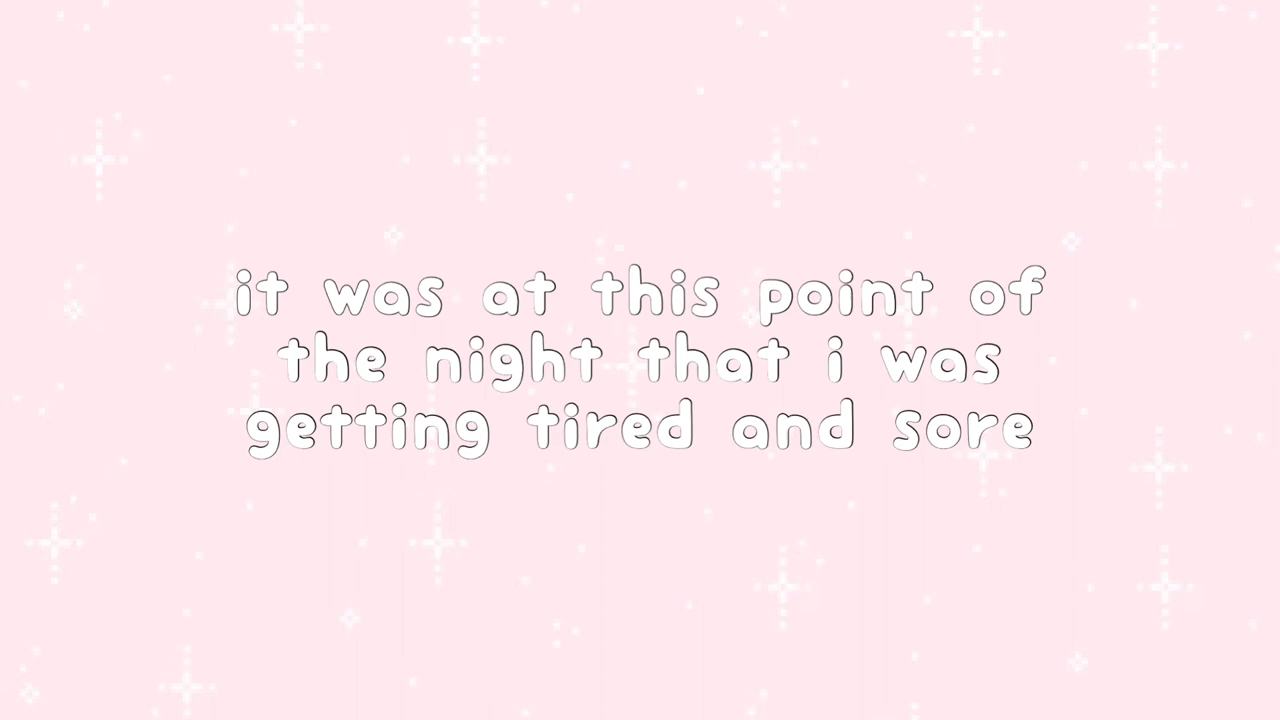 it was at this point of
the night that i was
getting tired and sore